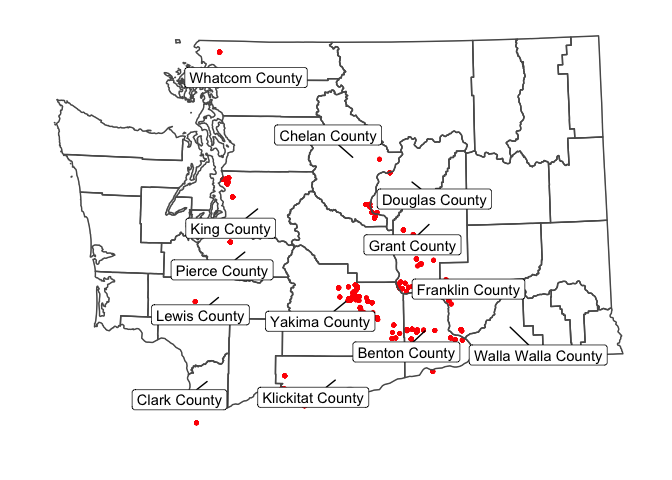 Whatcom County
Chelan County
Douglas County
King County
Grant County
Pierce County
Franklin County
Lewis County
Yakima County
Benton County
Walla Walla County
Clark County
Klickitat County